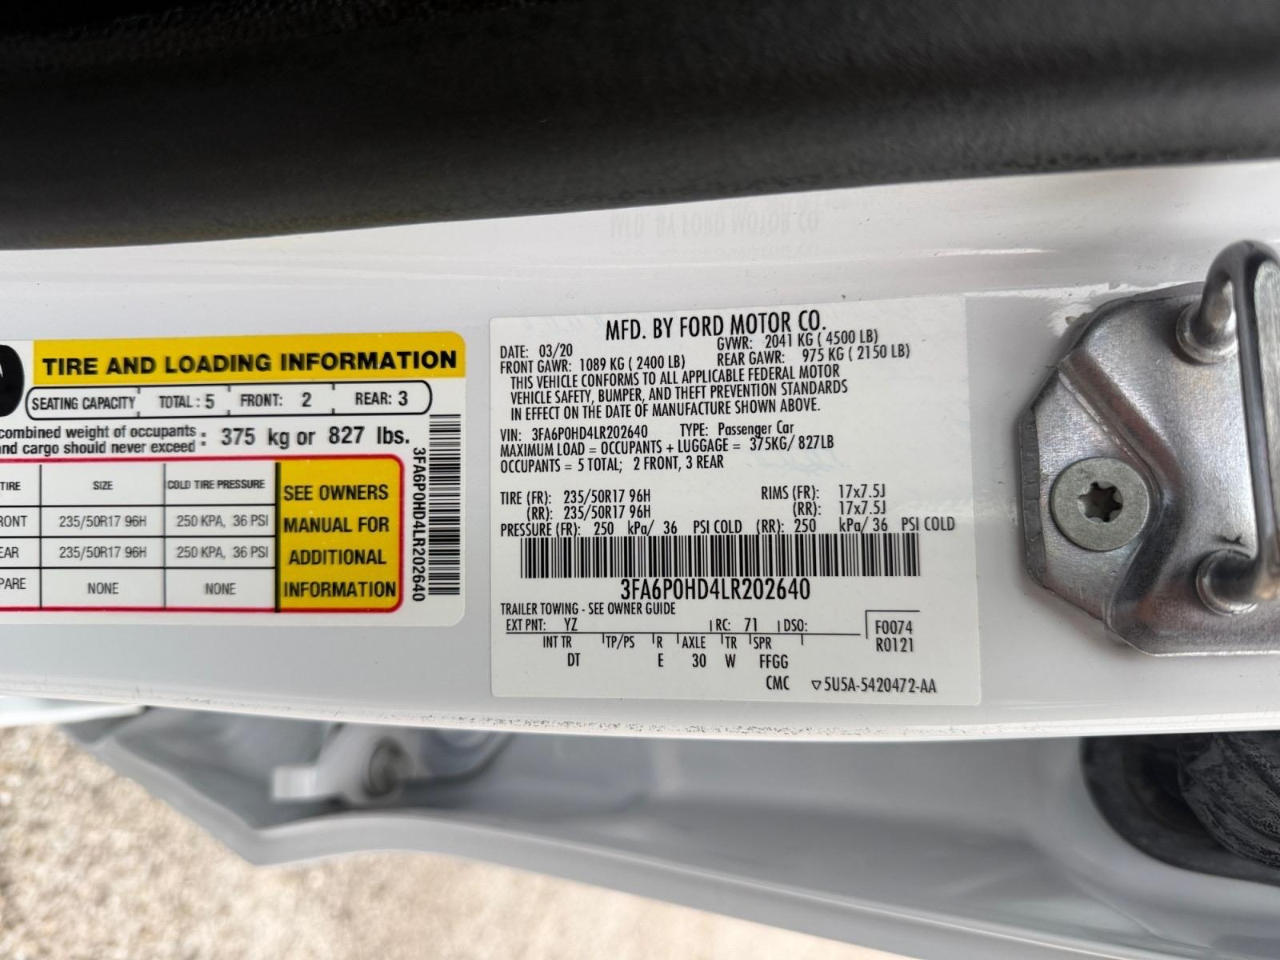 TIRE AND LOADING INFORMATION
SEATING CAPACITY TOTAL: 5 FRONT: 2 REAR: 3
combined weight of occupants
and cargo should never exceed : 375 kg or 827 lbs.
TIRE SIZE COLD TIRE PRESSURE
RONT 235/50R17 96H 250 KPA, 36 PSI
EAR 235/50R17 96H 250 KPA, 36 PSI
PARE NONE NONE
SEE OWNERS
MANUAL FOR
ADDITIONAL
INFORMATION
3FA6P0HD4LR202640
MFD. BY FORD MOTOR CO.
DATE: 03/20 GVWR: 2041 KG ( 4500 LB)
FRONT GAWR: 1089 KG ( 2400 LB) REAR GAWR: 975 KG ( 2150 LB)
THIS VEHICLE CONFORMS TO ALL APPLICABLE FEDERAL MOTOR
VEHICLE SAFETY, BUMPER, AND THEFT PREVENTION STANDARDS
IN EFFECT ON THE DATE OF MANUFACTURE SHOWN ABOVE.
VIN: 3FA6P0HD4LR202640 TYPE: Passenger Car
MAXIMUM LOAD = OCCUPANTS + LUGGAGE = 375KG/ 827LB
OCCUPANTS = 5 TOTAL; 2 FRONT, 3 REAR
TIRE (FR): 235/50R17 96H RIMS (FR): 17x7.5J
(RR): 235/50R17 96H (RR): 17x7.5J
PRESSURE (FR): 250 kPa/ 36 PSI COLD (RR): 250 kPa/ 36 PSI COLD
3FA6P0HD4LR202640
TRAILER TOWING - SEE OWNER GUIDE
EXT PNT: YZ RC: 71 DSO: F0074
INT TR TP/PS R AXLE TR SPR R0121
DT E 30 W FFGG
CMC ▽5U5A-5420472-AA